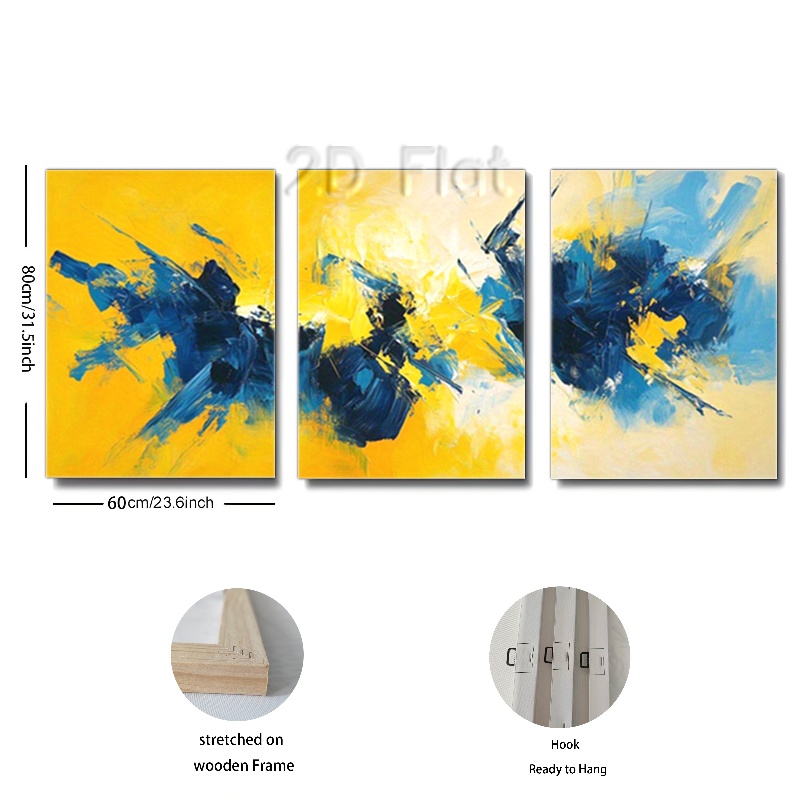 2D Flat
80cm/31.5inch
60cm/23.6inch
stretched on
wooden Frame
Hook
Ready to Hang